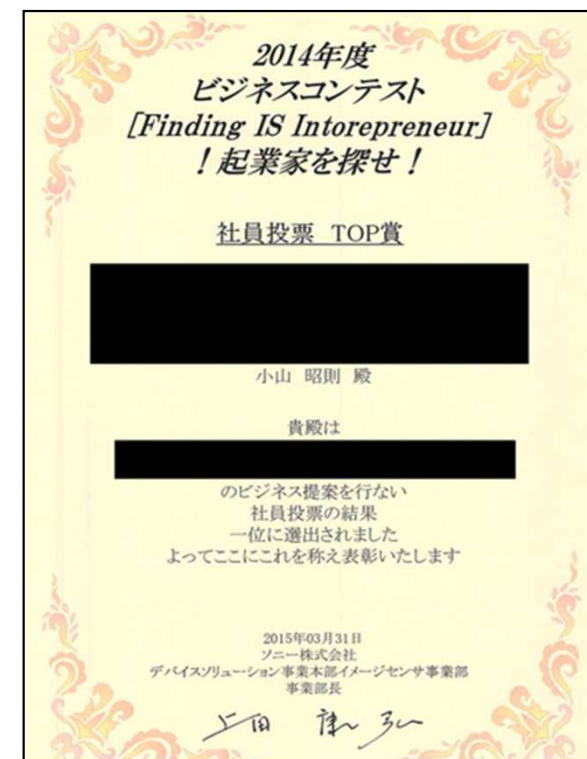 2014年度
ビジネスコンテスト
[Finding IS Intorepreneur]
！起業家を探せ！
社員投票　TOP賞
小山　昭則　殿
貴殿は
のビジネス提案を行ない
社員投票の結果
一位に選出されました
よってここにこれを称え表彰いたします
2015年03月31日
ソニー株式会社
デバイスソリューション事業本部イメージセンサ事業部
事業部長